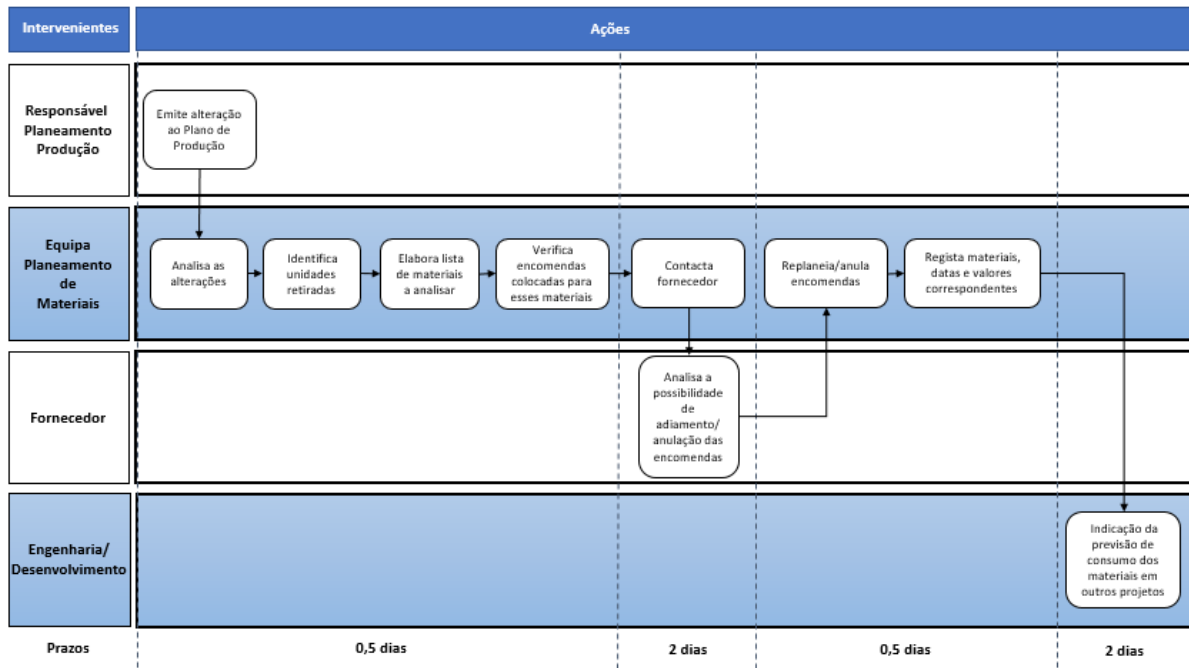 Intervenientes
Ações
Responsável
Planeamento
Produção
Emite alteração
ao Plano de
Produção
Equipa
Planeamento
de
Materiais
Analisa as
alterações
Identifica
unidades
retiradas
Elabora lista
de materiais
a analisar
Verifica
encomendas
colocadas para
esses materiais
Contacta
fornecedor
Replaneia/anula
encomendas
Regista materiais,
datas e valores
correspondentes
Fornecedor
Analisa a
possibilidade
de
adiamento/
anulação das
encomendas
Engenharia/
Desenvolvimento
Indicação da
previsão de
consumo dos
materiais em
outros projetos
Prazos
0,5 dias
2 dias
0,5 dias
2 dias